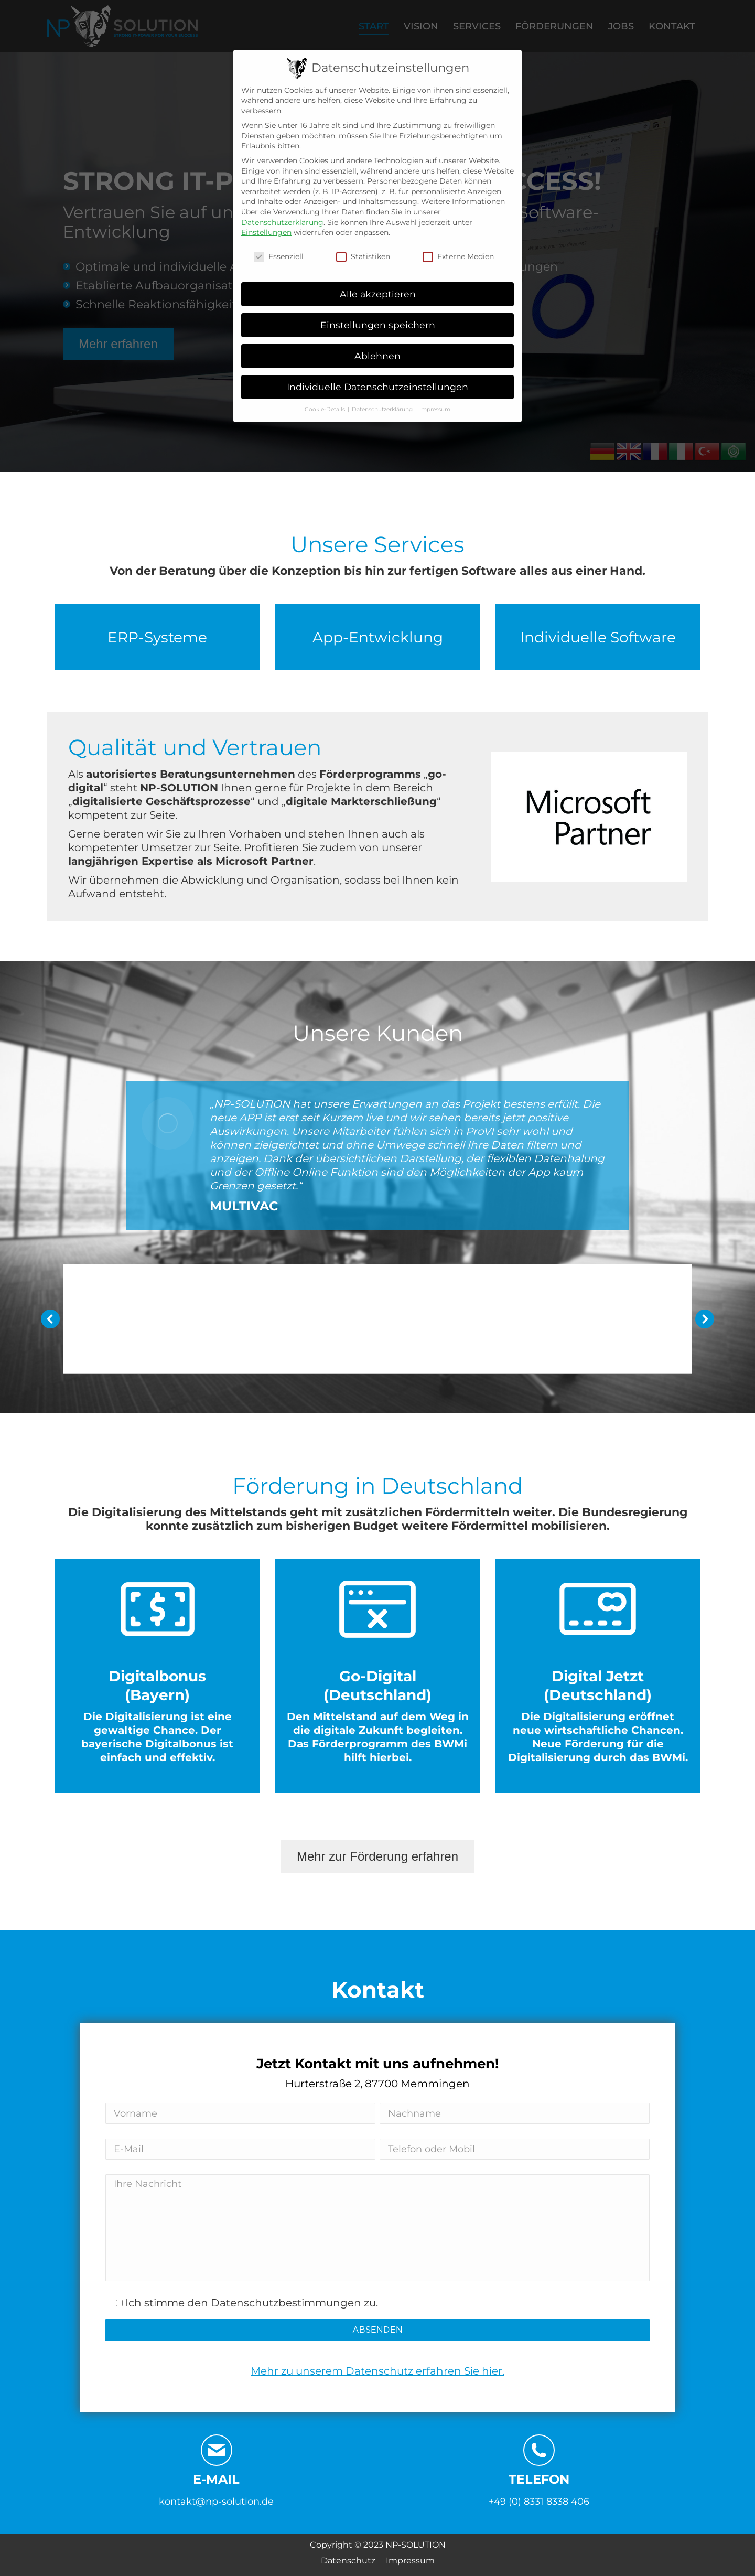 NP SOLUTION
START VISION SERVICES FÖRDERUNGEN JOBS KONTAKT
Datenschutzeinstellungen
Wir nutzen Cookies auf unserer Website. Einige von ihnen sind essenziell,
während andere uns helfen, diese Website und Ihre Erfahrung zu
verbessern.
Wenn Sie unter 16 Jahre alt sind und Ihre Zustimmung zu freiwilligen
Diensten geben möchten, müssen Sie Ihre Erziehungsberechtigten um
Erlaubnis bitten.
Wir verwenden Cookies und andere Technologien auf unserer Website.
Einige von ihnen sind essenziell, während andere uns helfen, diese Website
und Ihre Erfahrung zu verbessern. Personenbezogene Daten können
verarbeitet werden (z. B. IP-Adressen), z. B. für personalisierte Anzeigen
und Inhalte oder Anzeigen- und Inhaltsmessung. Weitere Informationen
über die Verwendung Ihrer Daten finden Sie in unserer
Datenschutzerklärung. Sie können Ihre Auswahl jederzeit unter
Einstellungen widerrufen oder anpassen.
Essenziell Statistiken Externe Medien
Alle akzeptieren
Einstellungen speichern
Ablehnen
Individuelle Datenschutzeinstellungen
Cookie-Details | Datenschutzerklärung | Impressum
STRONG IT-P CCESS!
Vertrauen Sie auf un Software-
Entwicklung
Optimale und individuelle A ungen
Etablierte Aufbauorganisat
Schnelle Reaktionsfähigkeit
Mehr erfahren
Unsere Services
Von der Beratung über die Konzeption bis hin zur fertigen Software alles aus einer Hand.
ERP-Systeme
App-Entwicklung
Individuelle Software
Qualität und Vertrauen
Als autorisiertes Beratungsunternehmen des Förderprogramms „go-
digital“ steht NP-SOLUTION Ihnen gerne für Projekte in dem Bereich
„digitalisierte Geschäftsprozesse“ und „digitale Markterschließung“
kompetent zur Seite.
Gerne beraten wir Sie zu Ihren Vorhaben und stehen Ihnen auch als
kompetenter Umsetzer zur Seite. Profitieren Sie zudem von unserer
langjährigen Expertise als Microsoft Partner.
Wir übernehmen die Abwicklung und Organisation, sodass bei Ihnen kein
Aufwand entsteht.
Microsoft
Partner
Unsere Kunden
„NP-SOLUTION hat unsere Erwartungen an das Projekt bestens erfüllt. Die
neue APP ist erst seit Kurzem live und wir sehen bereits jetzt positive
Auswirkungen. Unsere Mitarbeiter fühlen sich in ProVI sehr wohl und
können zielgerichtet und ohne Umwege schnell Ihre Daten filtern und
anzeigen. Dank der übersichtlichen Darstellung, der flexiblen Datenhalung
und der Offline Online Funktion sind den Möglichkeiten der App kaum
Grenzen gesetzt.“
MULTIVAC
Förderung in Deutschland
Die Digitalisierung des Mittelstands geht mit zusätzlichen Fördermitteln weiter. Die Bundesregierung
konnte zusätzlich zum bisherigen Budget weitere Fördermittel mobilisieren.
Digitalbonus
(Bayern)
Die Digitalisierung ist eine
gewaltige Chance. Der
bayerische Digitalbonus ist
einfach und effektiv.
Go-Digital
(Deutschland)
Den Mittelstand auf dem Weg in
die digitale Zukunft begleiten.
Das Förderprogramm des BWMi
hilft hierbei.
Digital Jetzt
(Deutschland)
Die Digitalisierung eröffnet
neue wirtschaftliche Chancen.
Neue Förderung für die
Digitalisierung durch das BWMi.
Mehr zur Förderung erfahren
Kontakt
Jetzt Kontakt mit uns aufnehmen!
Hurterstraße 2, 87700 Memmingen
Vorname Nachname
E-Mail Telefon oder Mobil
Ihre Nachricht
Ich stimme den Datenschutzbestimmungen zu.
ABSENDEN
Mehr zu unserem Datenschutz erfahren Sie hier.
E-MAIL
kontakt@np-solution.de
TELEFON
+49 (0) 8331 8338 406
Copyright © 2023 NP-SOLUTION
Datenschutz Impressum